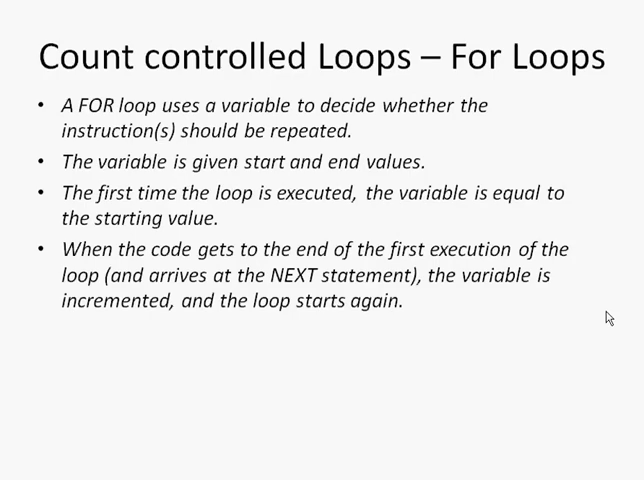 Count controlled Loops – For Loops
• A FOR loop uses a variable to decide whether the
instruction(s) should be repeated.
• The variable is given start and end values.
• The first time the loop is executed, the variable is equal to
the starting value.
• When the code gets to the end of the first execution of the
loop (and arrives at the NEXT statement), the variable is
incremented, and the loop starts again.